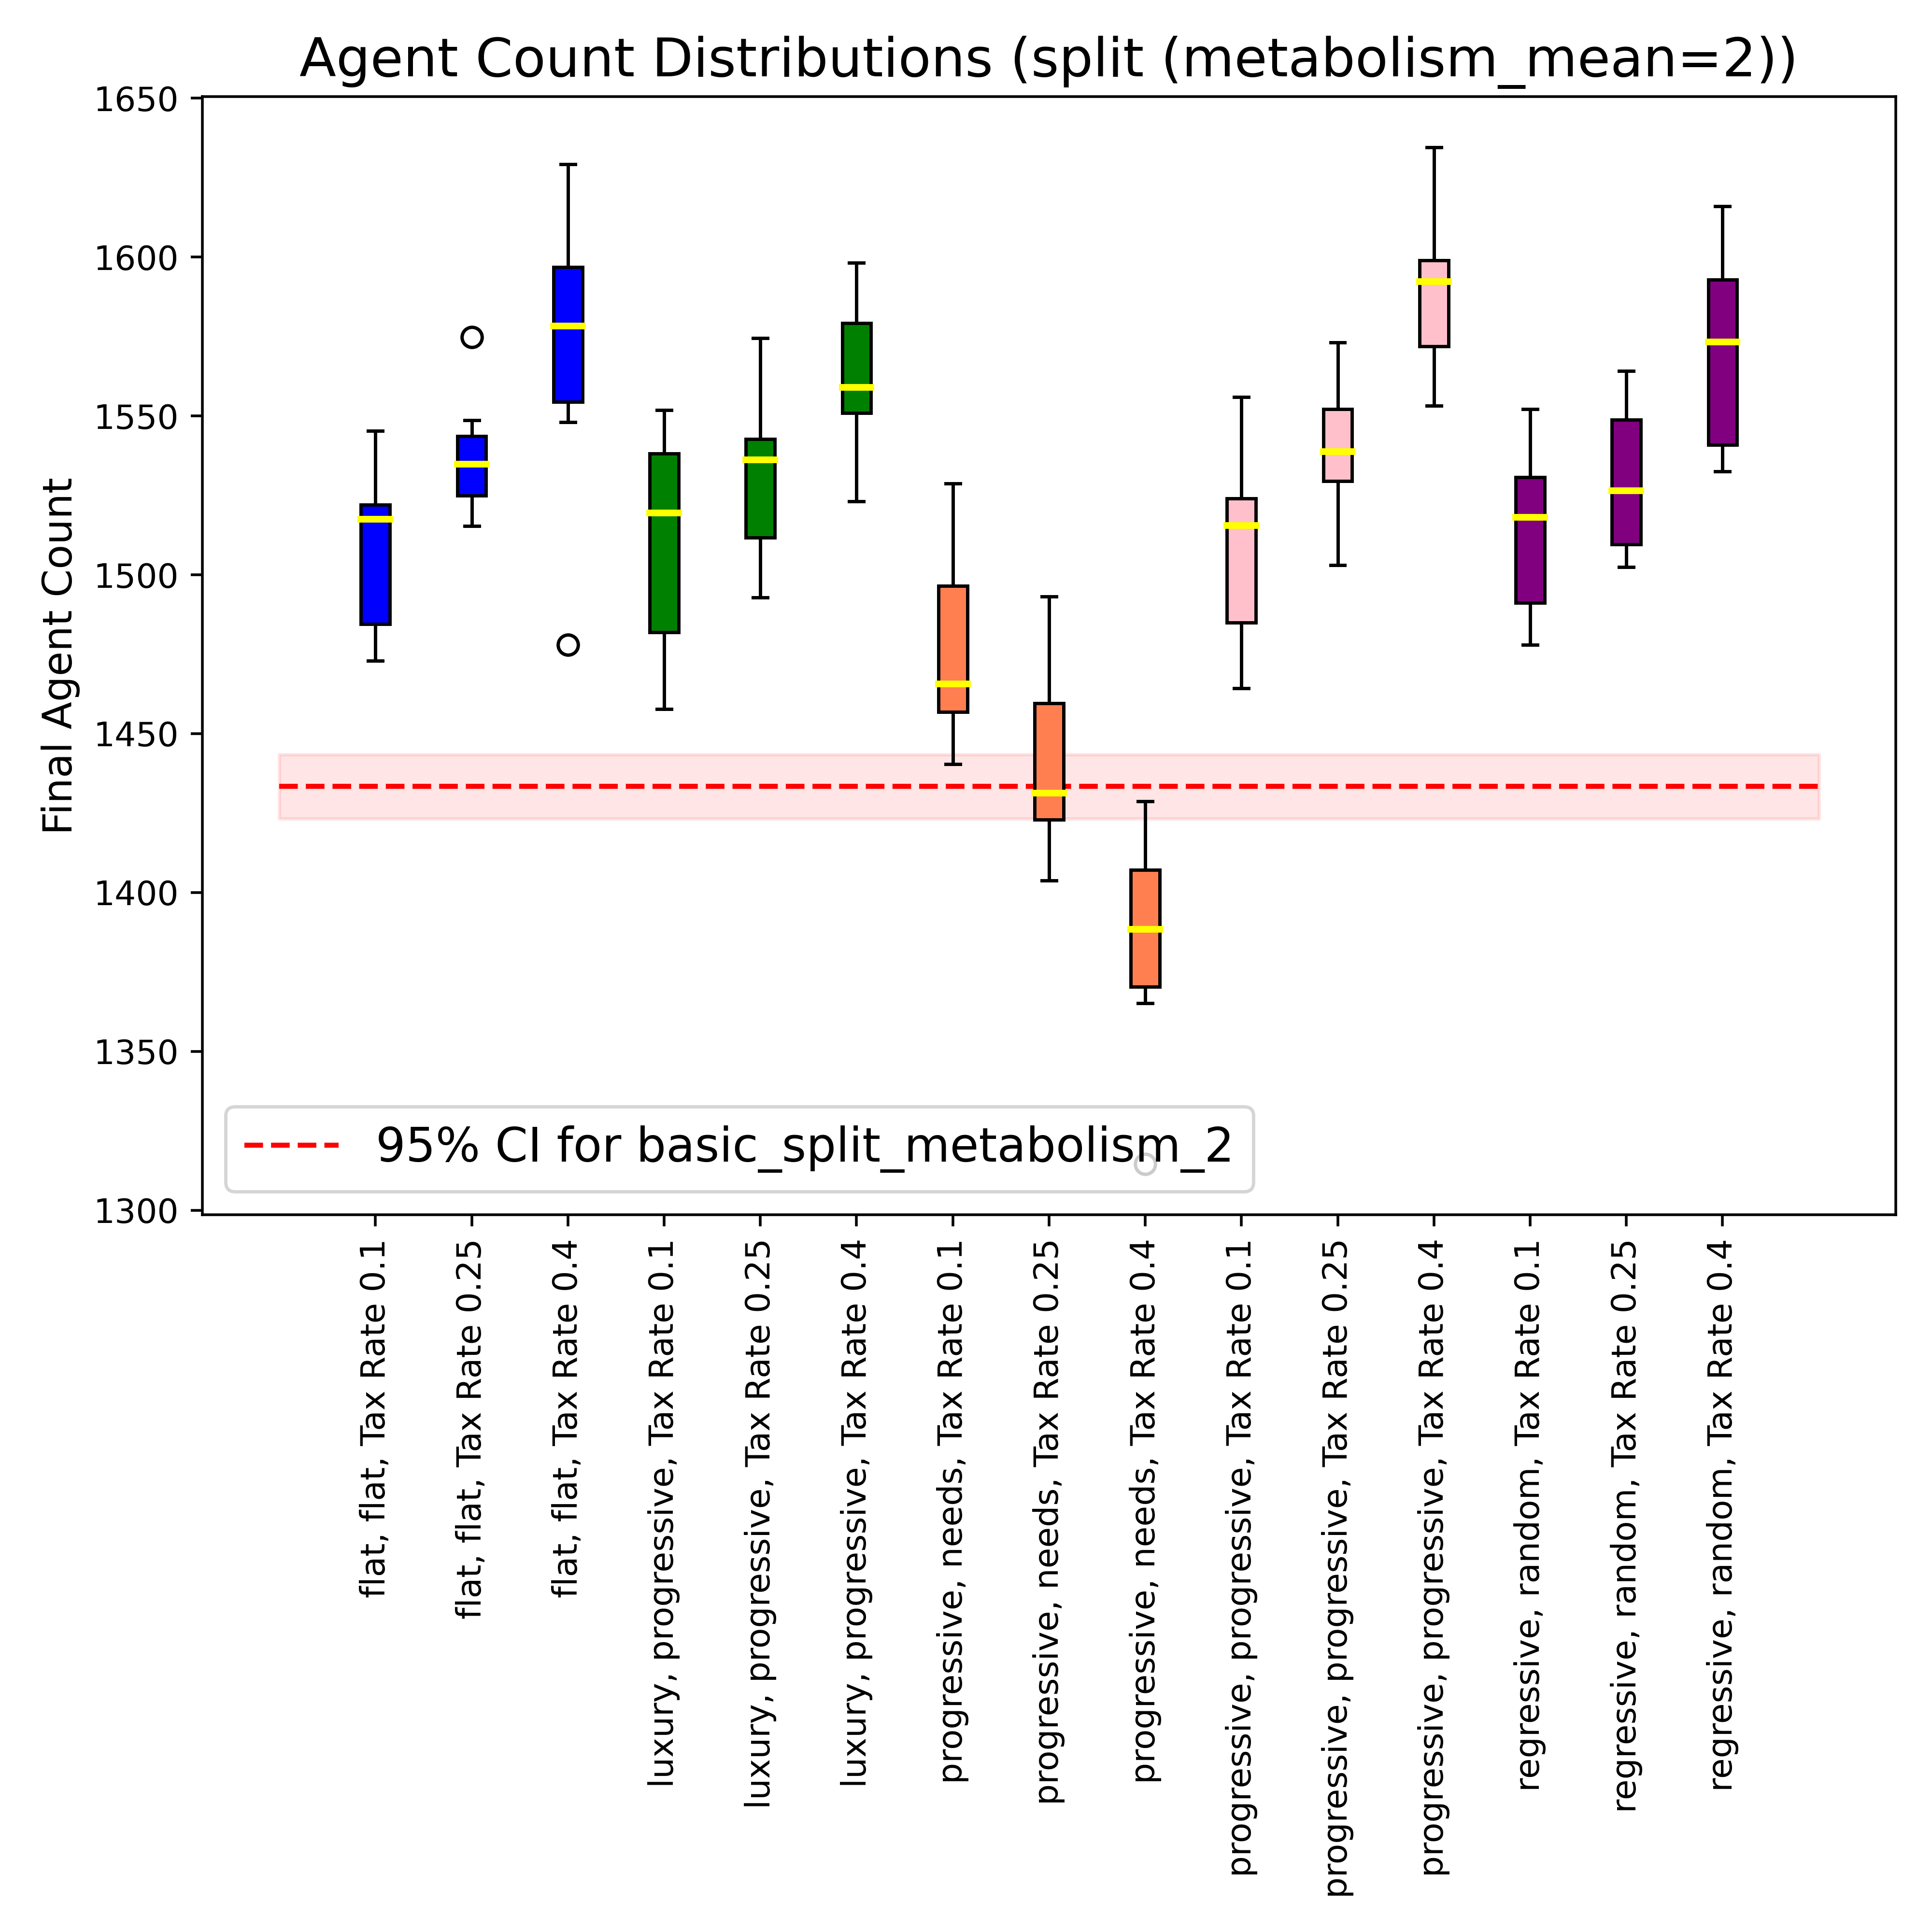 Agent Count Distributions (split (metabolism_mean=2))
Final Agent Count
1650
1600
1550
1500
1450
1400
1350
1300
95% CI for basic_split_metabolism_2
flat, flat, Tax Rate 0.1
flat, flat, Tax Rate 0.25
flat, flat, Tax Rate 0.4
luxury, progressive, Tax Rate 0.1
luxury, progressive, Tax Rate 0.25
luxury, progressive, Tax Rate 0.4
progressive, needs, Tax Rate 0.1
progressive, needs, Tax Rate 0.25
progressive, needs, Tax Rate 0.4
progressive, progressive, Tax Rate 0.1
progressive, progressive, Tax Rate 0.25
progressive, progressive, Tax Rate 0.4
regressive, random, Tax Rate 0.1
regressive, random, Tax Rate 0.25
regressive, random, Tax Rate 0.4